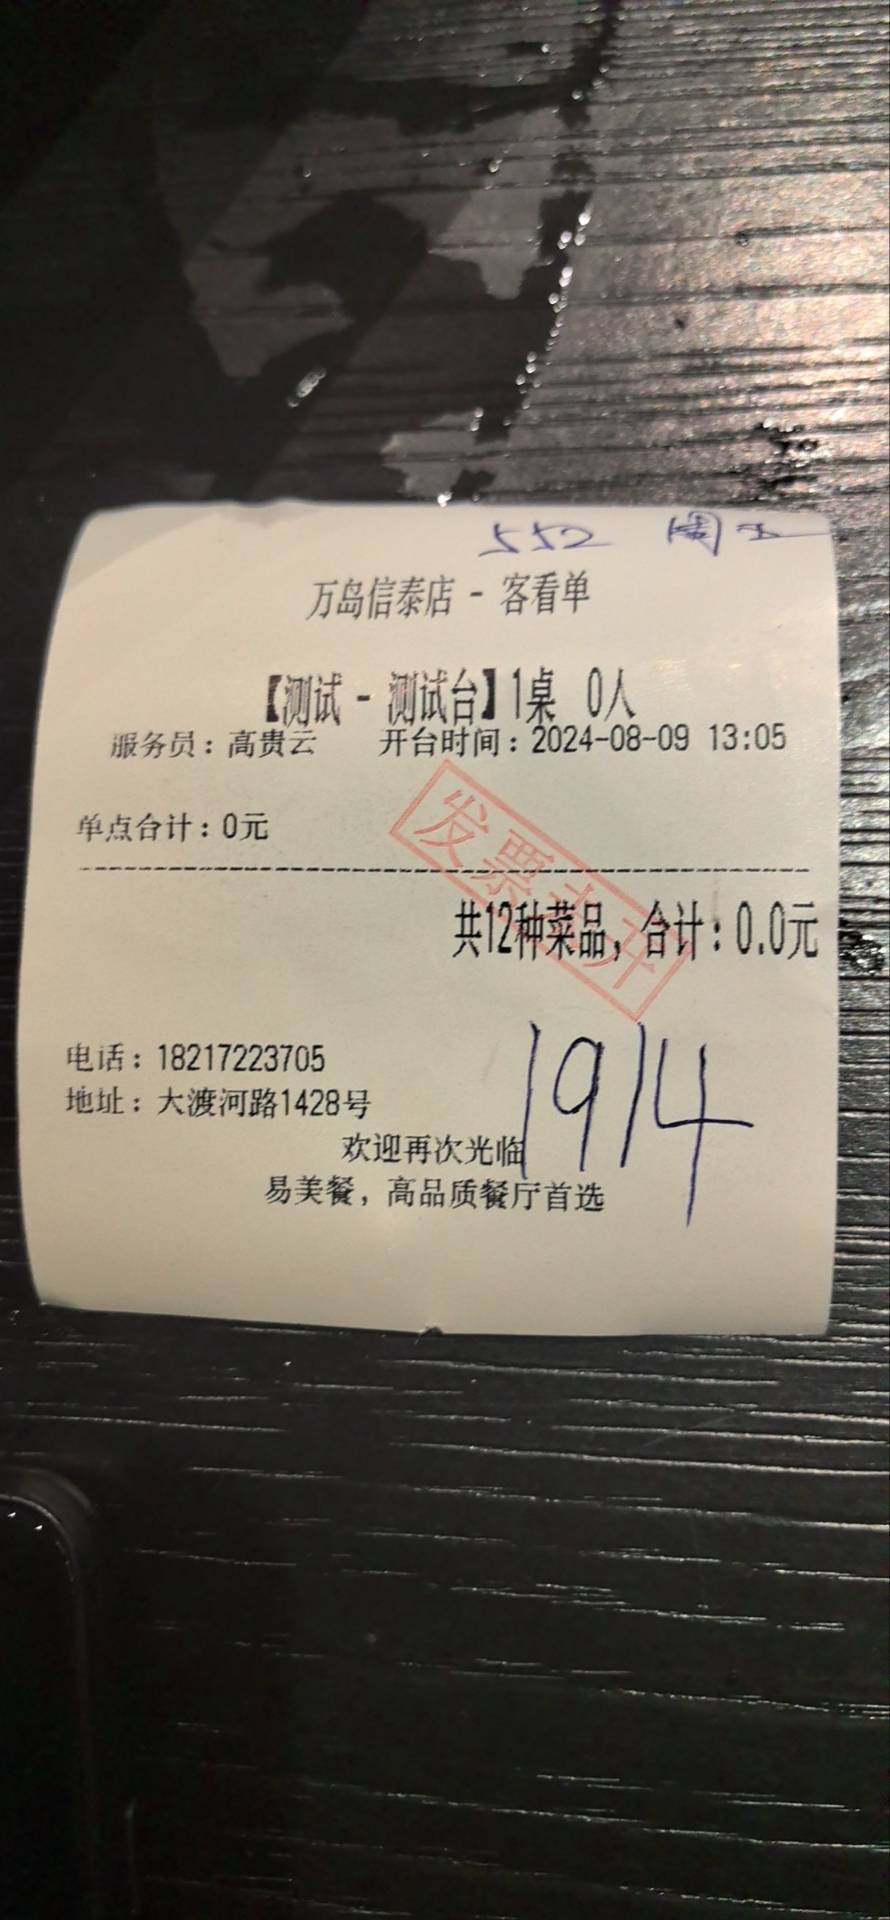 552 周五
万岛信泰店 - 客看单
【测试 - 测试台】1桌 0人
服务员：高贵云 开台时间：2024-08-09 13:05
单点合计：0元
发票未开
共12种菜品，合计：0.0元
电话：18217223705
地址：大渡河路1428号
1914
欢迎再次光临
易美餐，高品质餐厅首选